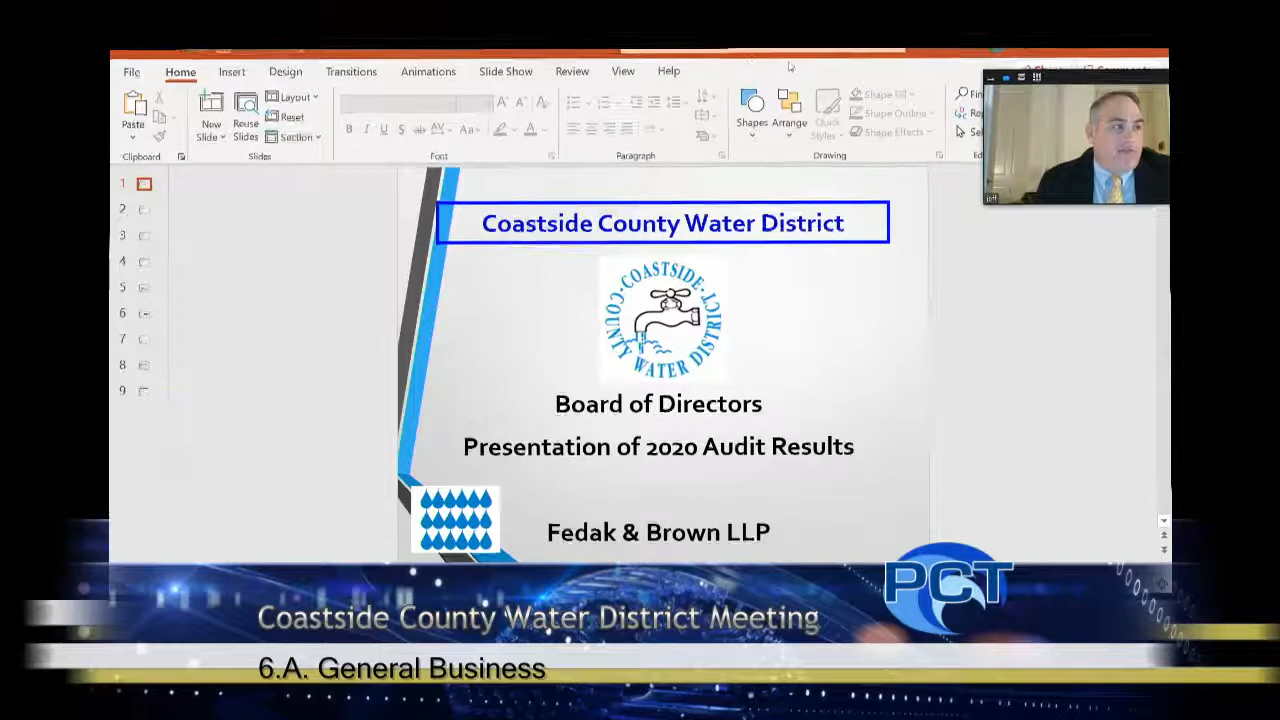 File Home Insert Design Transitions Animations Slide Show Review View Help
Paste
New
Slide
Reuse
Slides
Layout
Reset
Section
Shapes
Arrange
Quick
Styles
Shape Fill
Shape Outline
Shape Effects
Clipboard Slides Font Paragraph Drawing
1
2
3
4
5
6
7
8
9
jeff
Coastside County Water District
COASTSIDE COUNTY WATER DISTRICT
Board of Directors
Presentation of 2020 Audit Results
Fedak & Brown LLP
PCT
Coastside County Water District Meeting
6.A. General Business